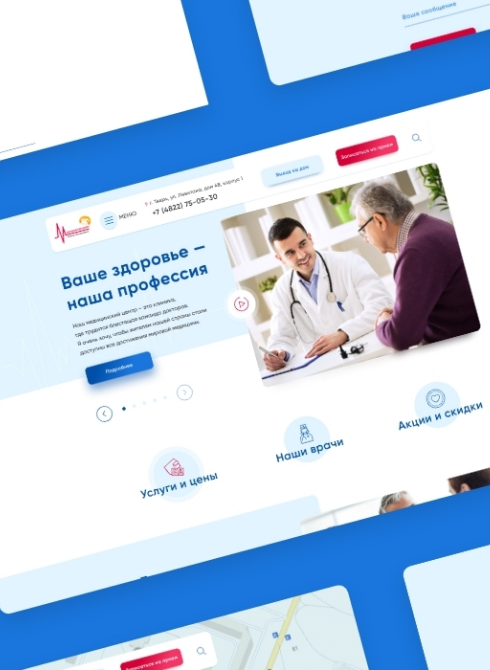 Ваше сообщение
МЕНЮ
г. Тверь, ул. Левитана, дом 48, корпус 1
+7 (4822) 75-05-30
Вызов на дом
Записаться на прием
Ваше здоровье —
наша профессия
Наш медицинский центр – это клиника,
где трудится блестящая команда докторов.
Я очень хочу, чтобы жителям нашей страны стали
доступны все достижения мировой медицины.
Подробнее
Услуги и цены
Наши врачи
Акции и скидки
Записаться на прием